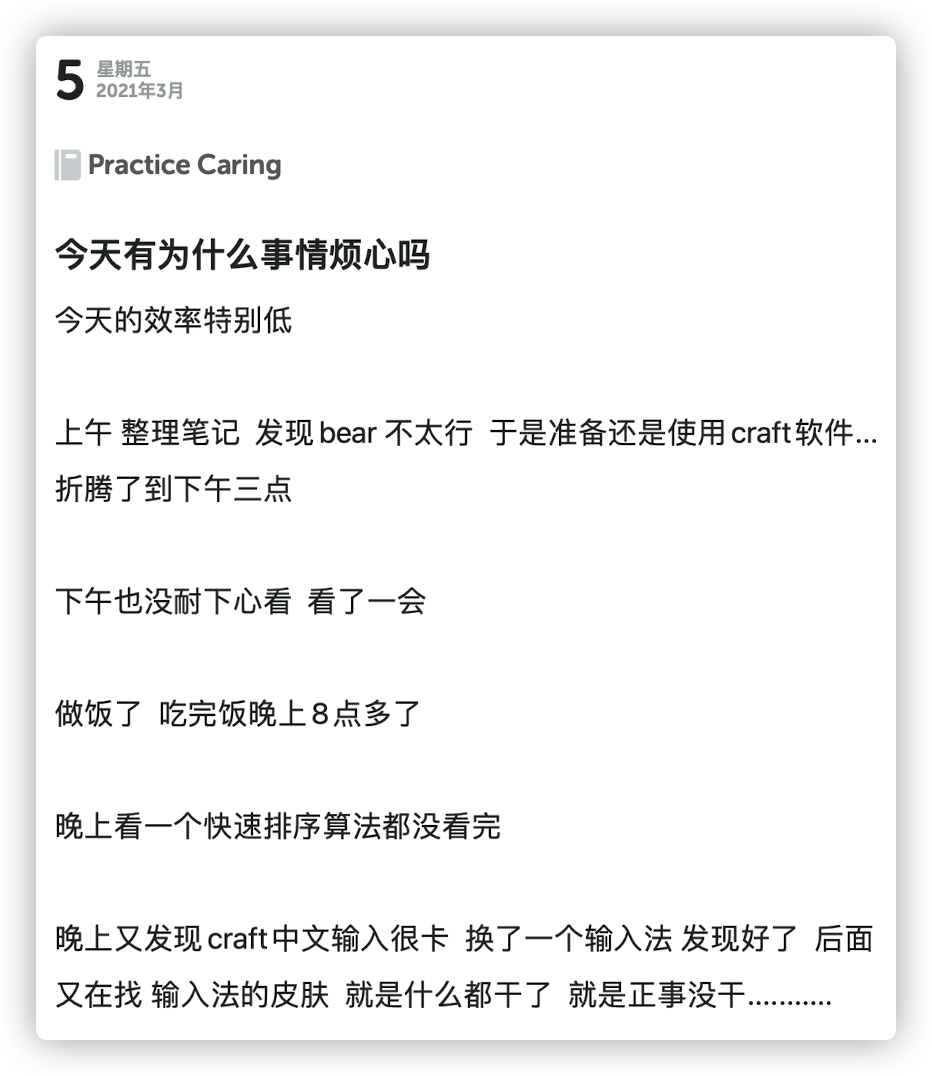 5 星期五
2021年3月
Practice Caring
今天有为什么事情烦心吗
今天的效率特别低
上午 整理笔记  发现 bear 不太行  于是准备还是使用 craft 软件...
折腾了到下午三点
下午也没耐下心看  看了一会
做饭了  吃完饭晚上 8 点多了
晚上看一个快速排序算法都没看完
晚上又发现 craft 中文输入很卡  换了一个输入法 发现好了  后面
又在找 输入法的皮肤  就是什么都干了  就是正事没干...........